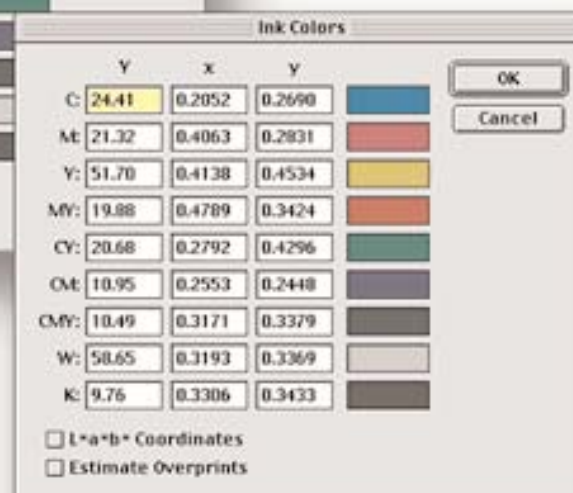 Ink Colors
Y x y
C: 24.41 0.2052 0.2690
M: 21.32 0.4063 0.2831
Y: 51.70 0.4138 0.4534
MY: 19.88 0.4789 0.3424
CY: 20.68 0.2792 0.4296
CM: 10.95 0.2553 0.2448
CMY: 10.49 0.3171 0.3379
W: 58.65 0.3193 0.3369
K: 9.76 0.3306 0.3433
OK
Cancel
L*a*b* Coordinates
Estimate Overprints